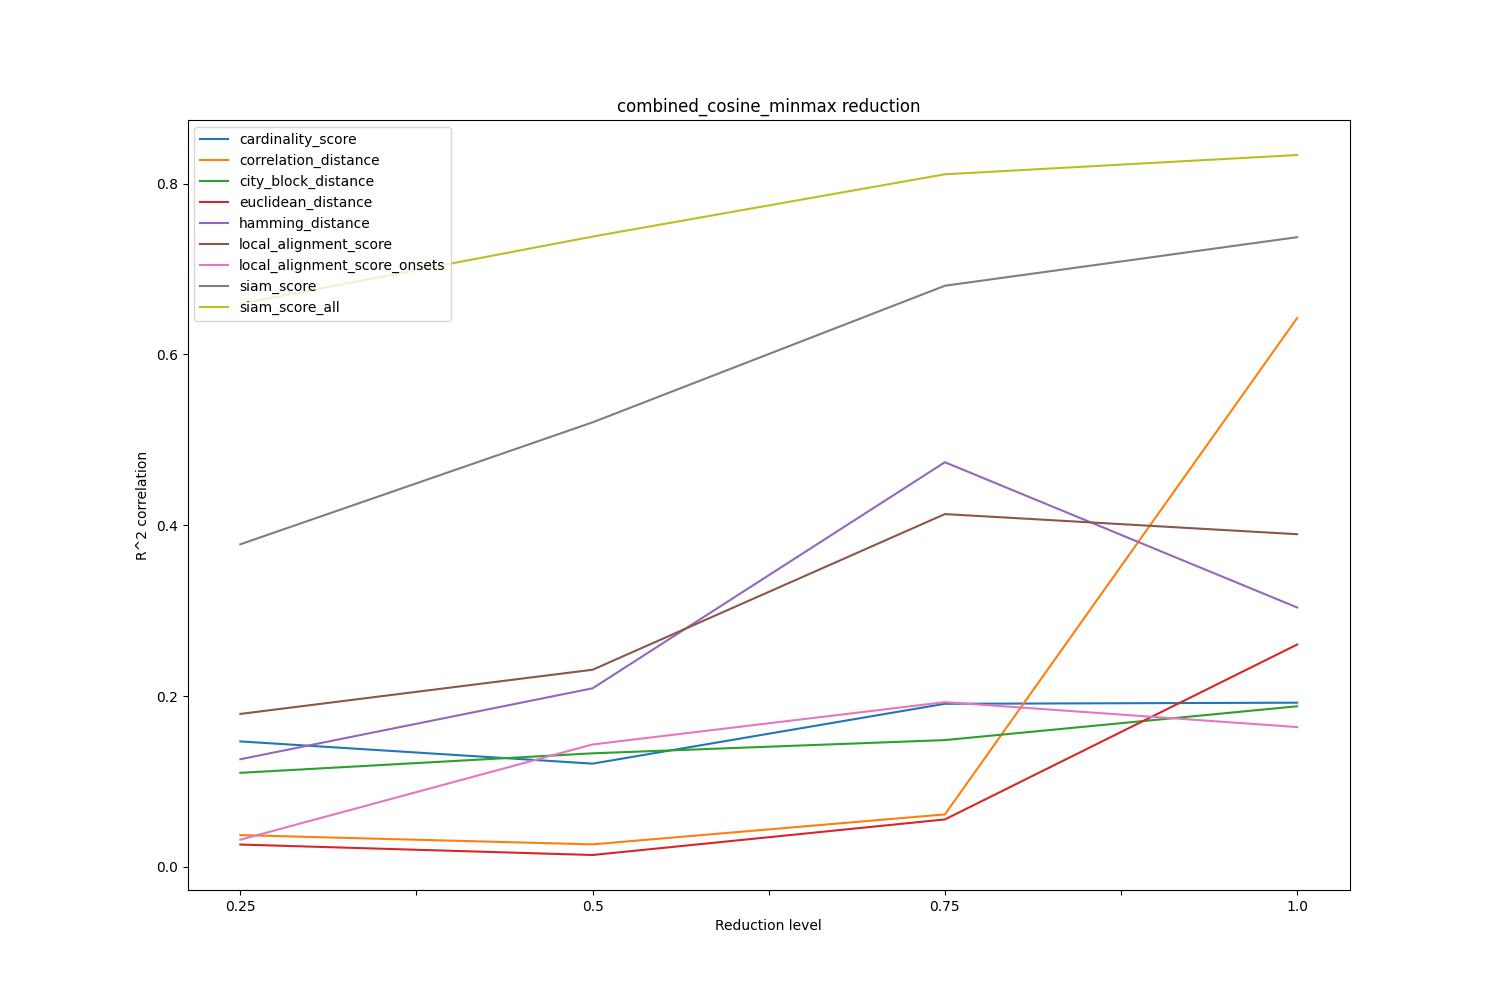 combined_cosine_minmax reduction
cardinality_score
correlation_distance
city_block_distance
euclidean_distance
hamming_distance
local_alignment_score
local_alignment_score_onsets
siam_score
siam_score_all
0.8
0.6
0.4
0.2
0.0
R^2 correlation
0.25 0.5 0.75 1.0
Reduction level